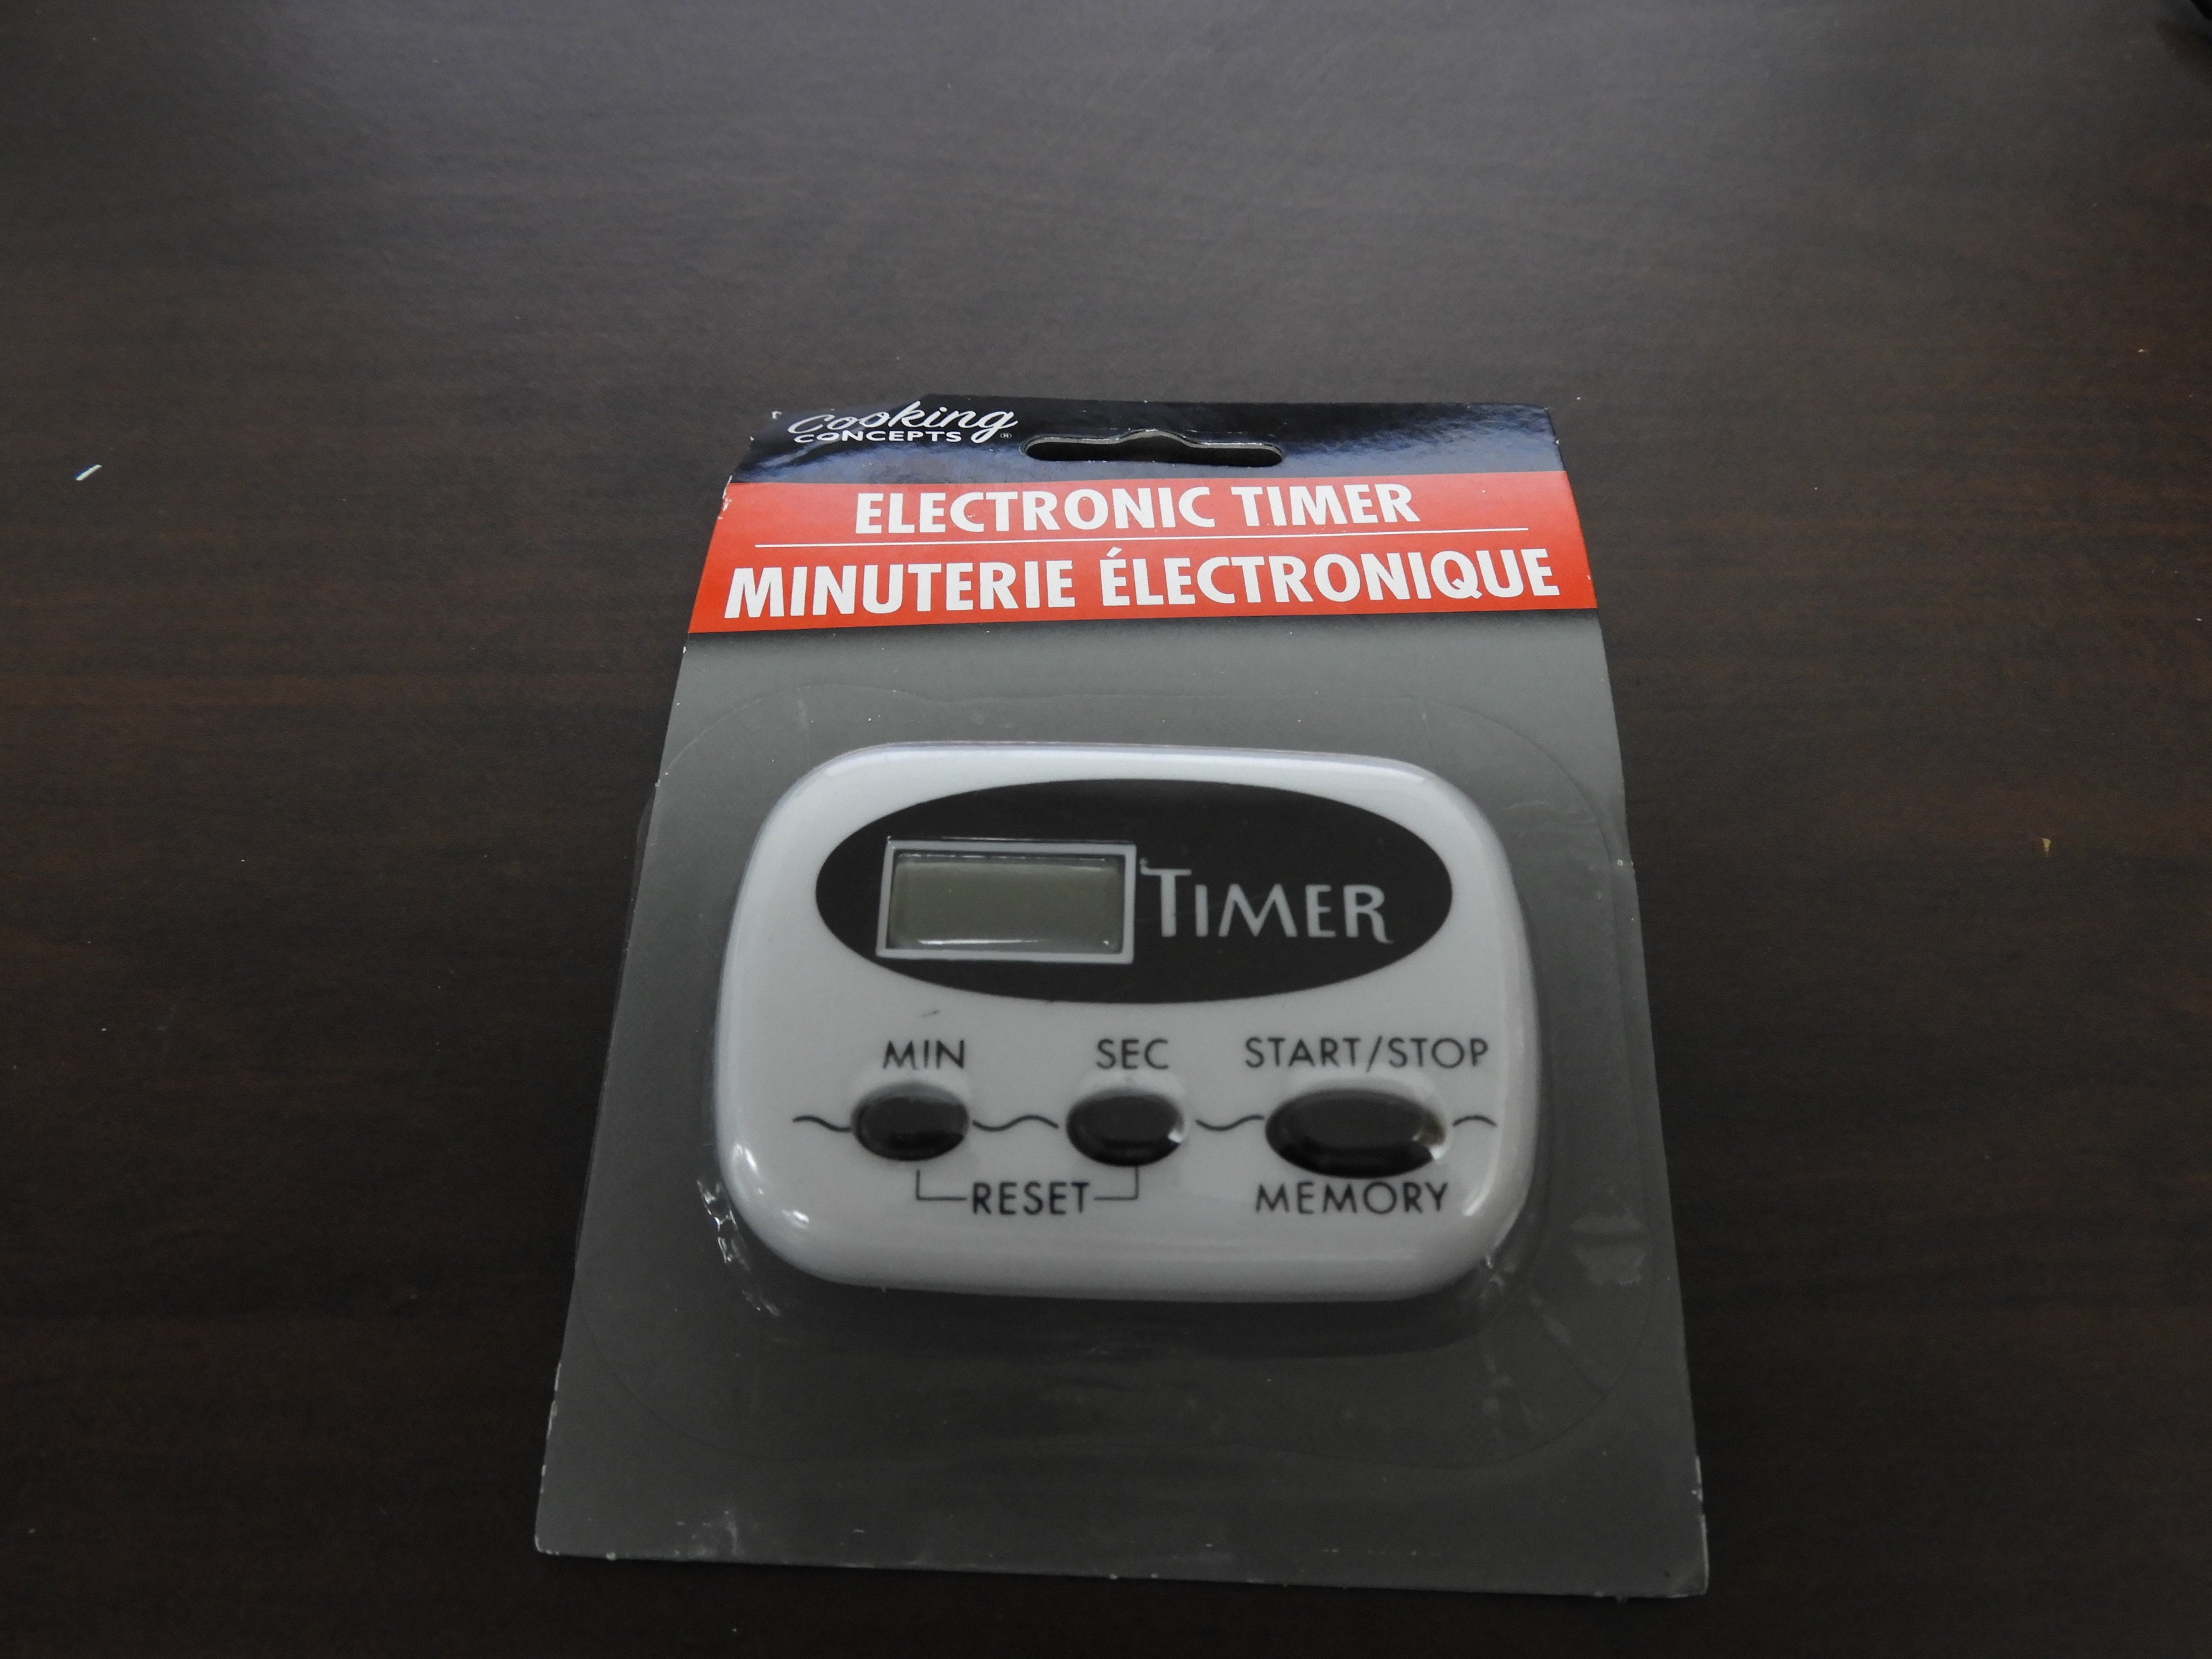 Cooking
CONCEPTS®
ELECTRONIC TIMER
MINUTERIE ÉLECTRONIQUE
TIMER
MIN SEC START/STOP
RESET MEMORY